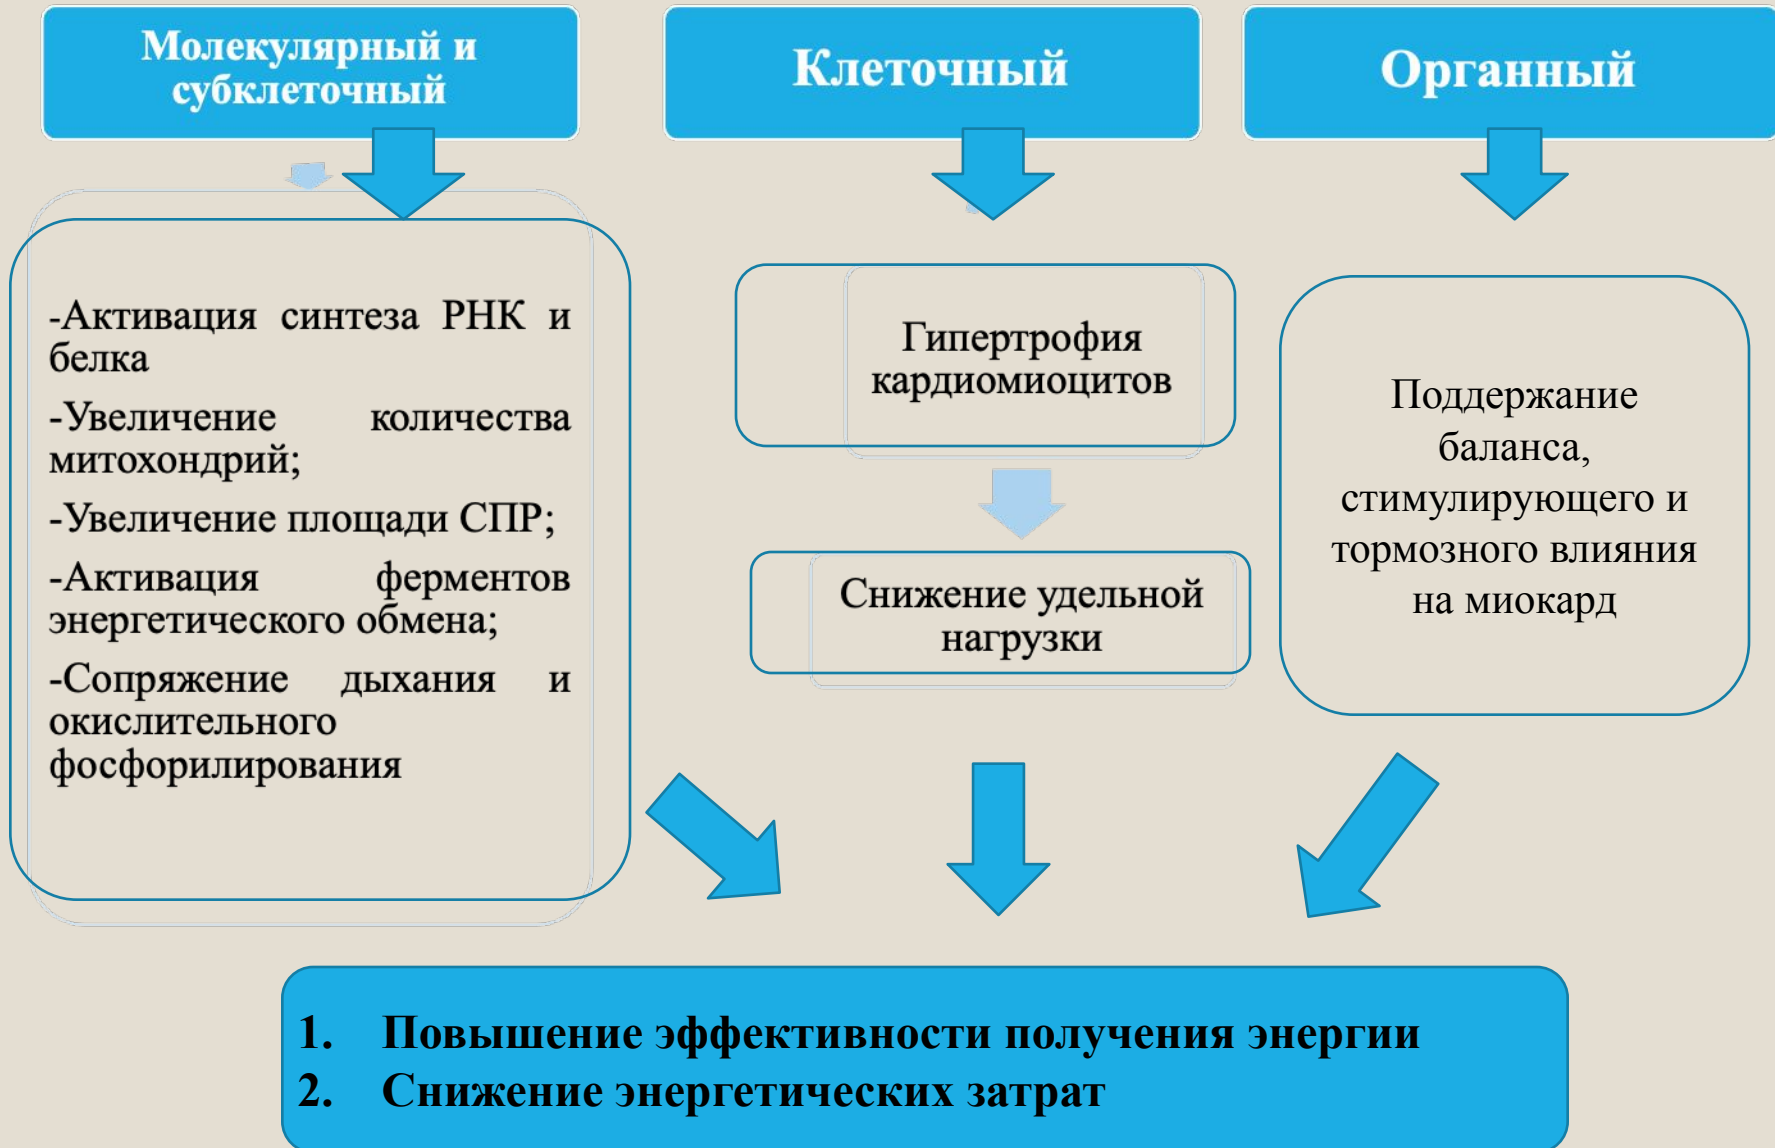 Молекулярный и
субклеточный
Клеточный
Органный
-Активация синтеза РНК и
белка
-Увеличение количества
митохондрий;
-Увеличение площади СПР;
-Активация ферментов
энергетического обмена;
-Сопряжение дыхания и
окислительного
фосфорилирования
Гипертрофия
кардиомиоцитов
Снижение удельной
нагрузки
Поддержание
баланса,
стимулирующего и
тормозного влияния
на миокард
1. Повышение эффективности получения энергии
2. Снижение энергетических затрат